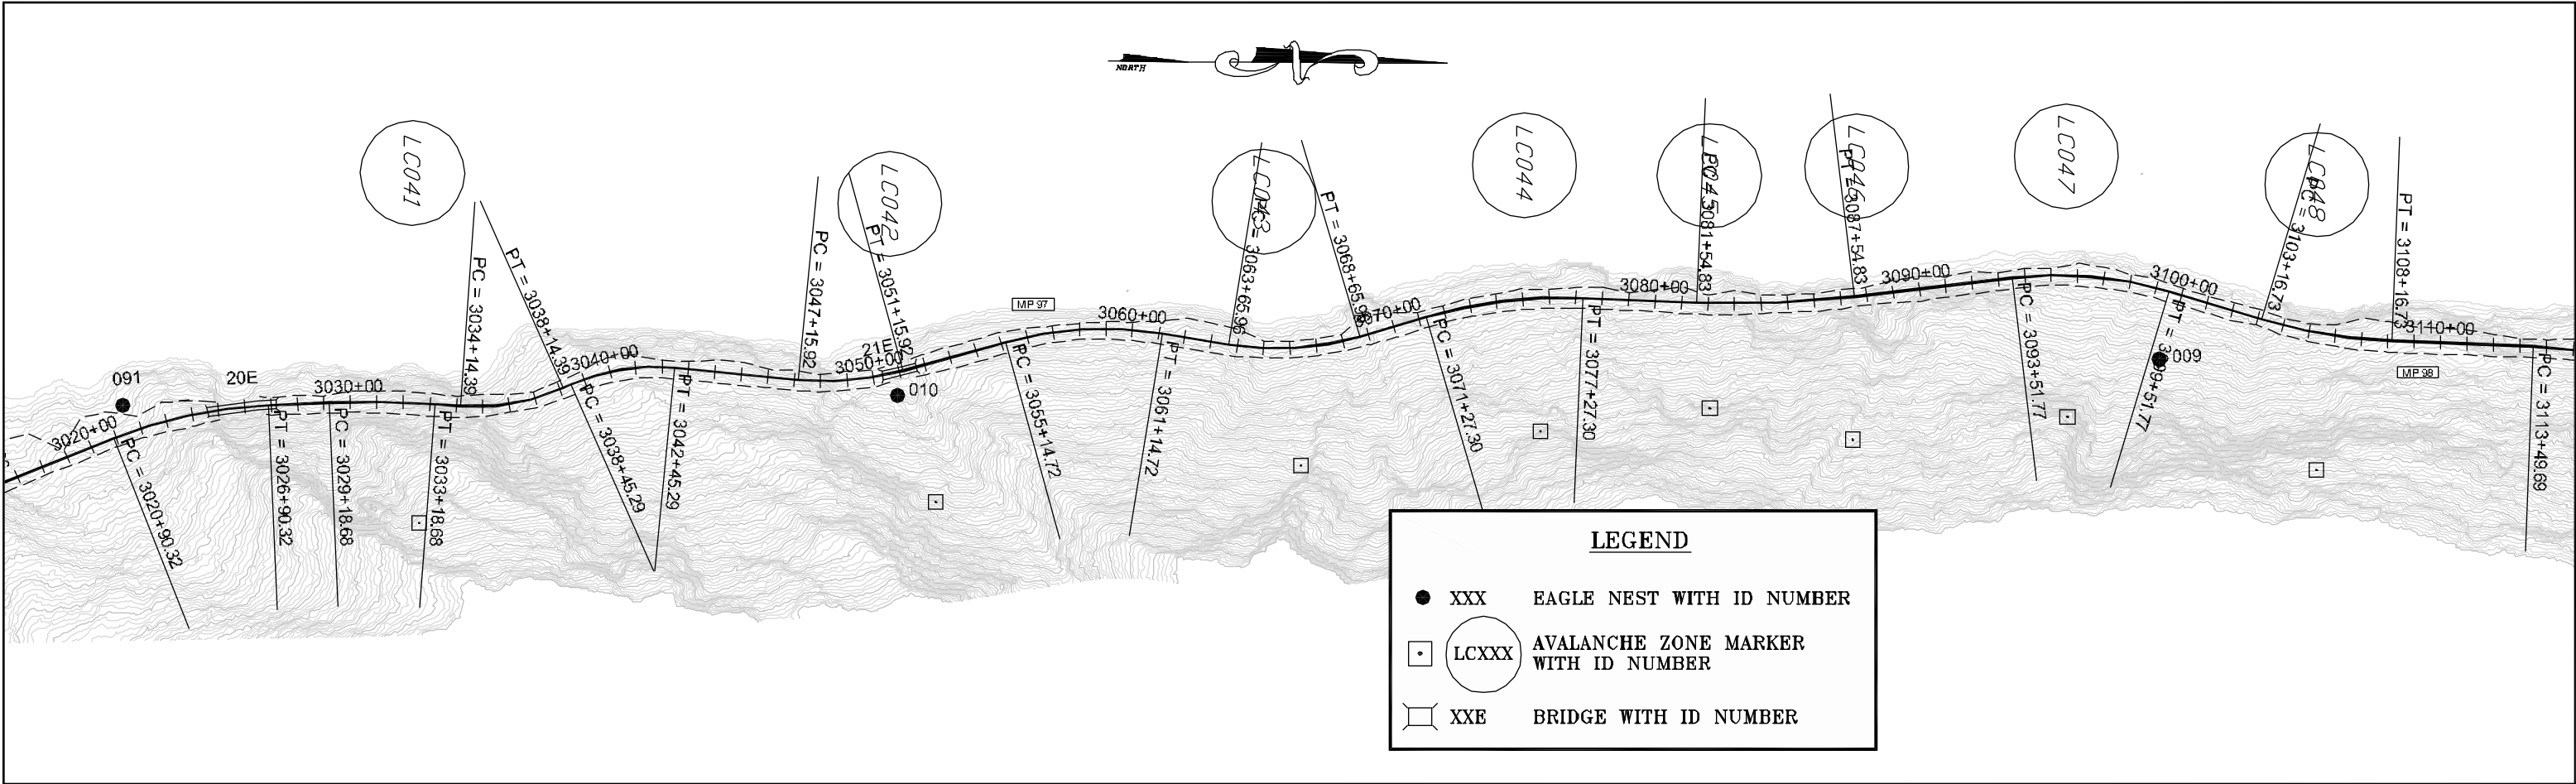 NORTH
LC041
LC042
LC043
LC044
LC045
LC046
LC047
LC048
PC = 3034+14.39
PT = 3038+14.39
PC = 3047+15.92
PT = 3051+15.92
PC = 3063+65.96
PT = 3068+65.96
PC = 3081+54.83
PT = 3087+54.83
PC = 3103+16.73
PT = 3108+16.73
091
20E
3020+00
3030+00
3040+00
21E
3050+00
010
MP 97
3060+00
3070+00
3080+00
3090+00
3100+00
009
3110+00
MP 98
PC = 3020+90.32
PT = 3026+90.32
PC = 3029+18.68
PT = 3033+18.68
PC = 3038+45.29
PT = 3042+45.29
PC = 3055+14.72
PT = 3061+14.72
PC = 3071+27.30
PT = 3077+27.30
PC = 3093+51.77
PT = 3099+51.77
PC = 3113+49.69
LEGEND
XXX EAGLE NEST WITH ID NUMBER
LCXXX AVALANCHE ZONE MARKER
WITH ID NUMBER
XXE BRIDGE WITH ID NUMBER